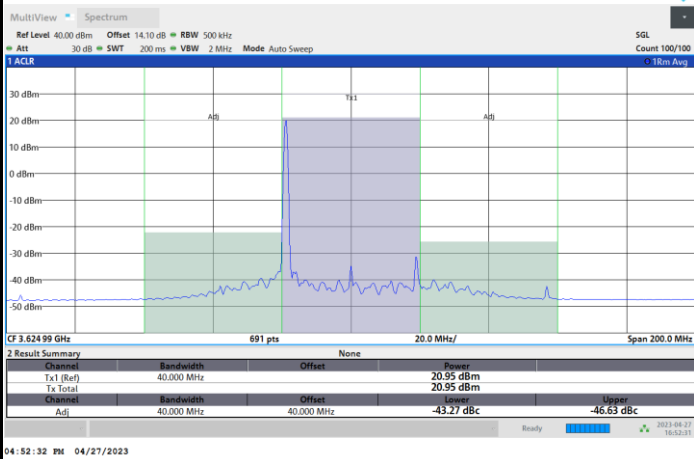 MultiView Spectrum
Ref Level 40.00 dBm Offset 14.10 dB RBW 500 kHz SGL
Att 30 dB SWT 200 ms VBW 2 MHz Mode Auto Sweep Count 100/100
1 ACLR 1Rm Avg
30 dBm
Tx1
20 dBm
Adj Adj
10 dBm
0 dBm
-10 dBm
-20 dBm
-30 dBm
-40 dBm
-50 dBm
CF 3.624 99 GHz 691 pts 20.0 MHz/ Span 200.0 MHz
2 Result Summary None
Channel Bandwidth Offset Power
Tx1 (Ref) 40.000 MHz 20.95 dBm
Tx Total 20.95 dBm
Channel Bandwidth Offset Lower Upper
Adj 40.000 MHz 40.000 MHz -43.27 dBc -46.63 dBc
Ready 2023-04-27
16:52:31
04:52:32 PM 04/27/2023